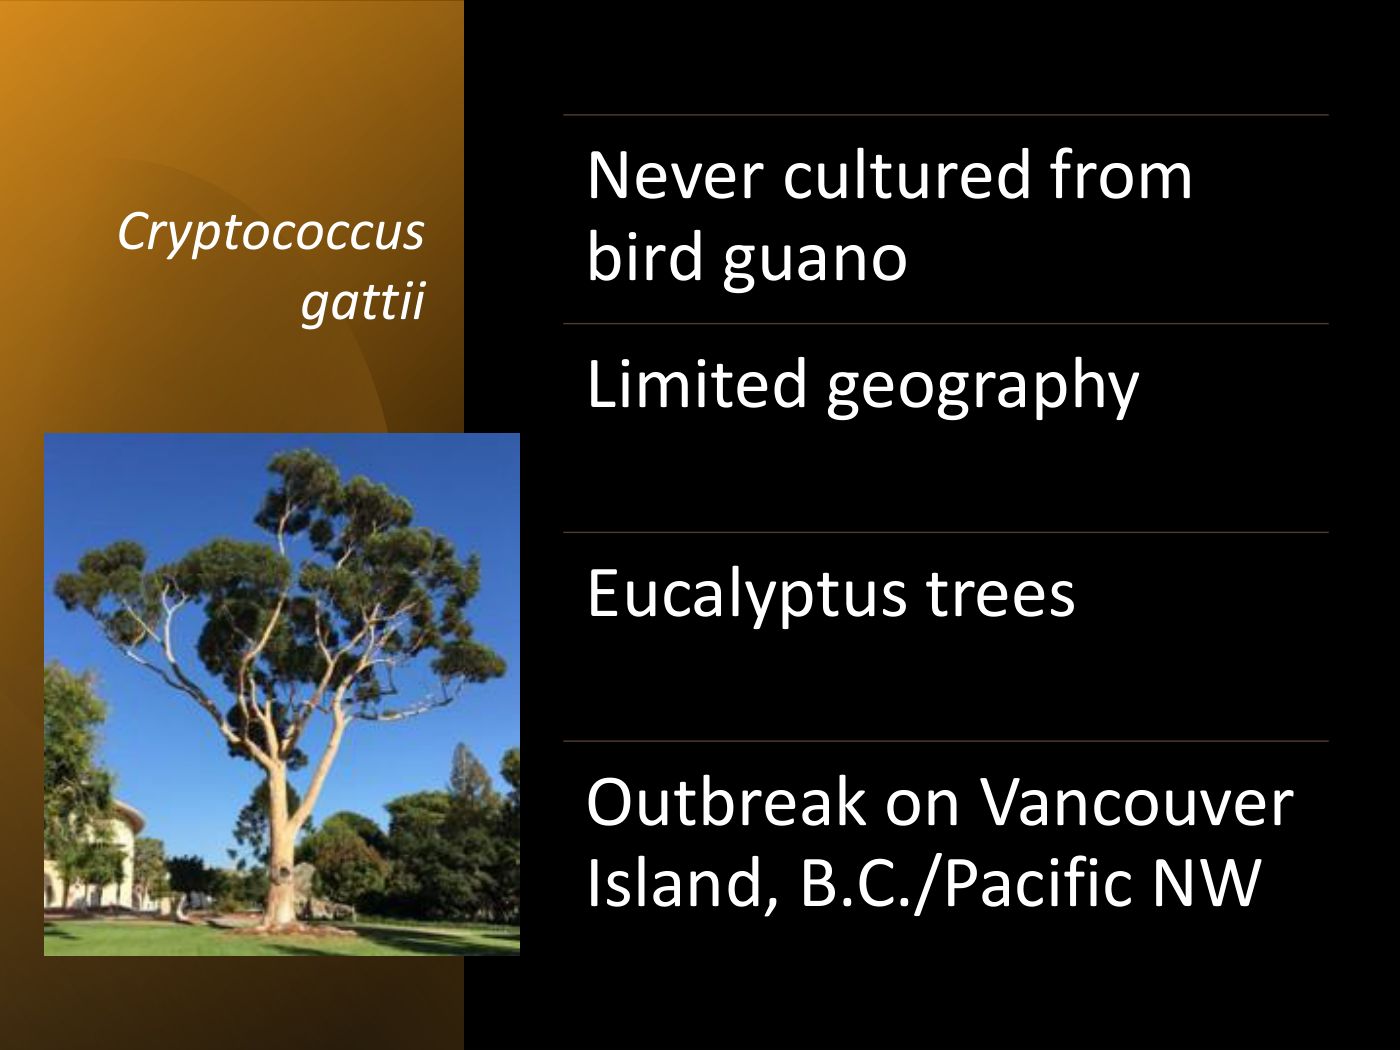 Cryptococcus
gattii
Never cultured from
bird guano
Limited geography
Eucalyptus trees
Outbreak on Vancouver
Island, B.C./Pacific NW